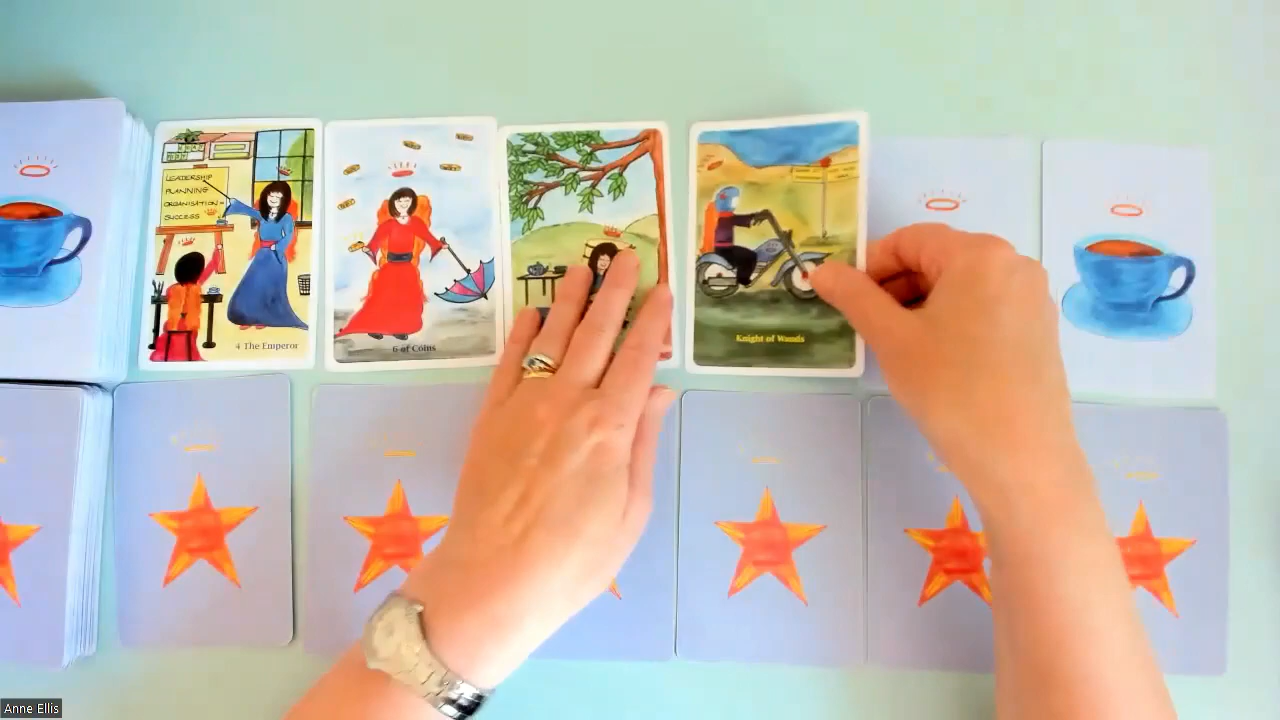 LEADERSHIP
PLANNING
ORGANISATION=
SUCCESS
4 The Emperor
6 of Coins
Knight of Wands
Anne Ellis